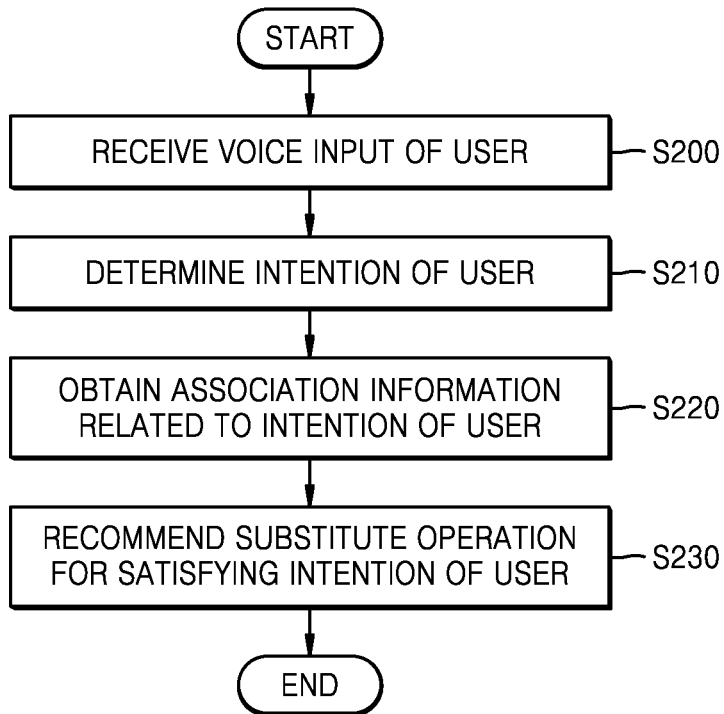 START
RECEIVE VOICE INPUT OF USER
S200
DETERMINE INTENTION OF USER
S210
OBTAIN ASSOCIATION INFORMATION
RELATED TO INTENTION OF USER
S220
RECOMMEND SUBSTITUTE OPERATION
FOR SATISFYING INTENTION OF USER
S230
END